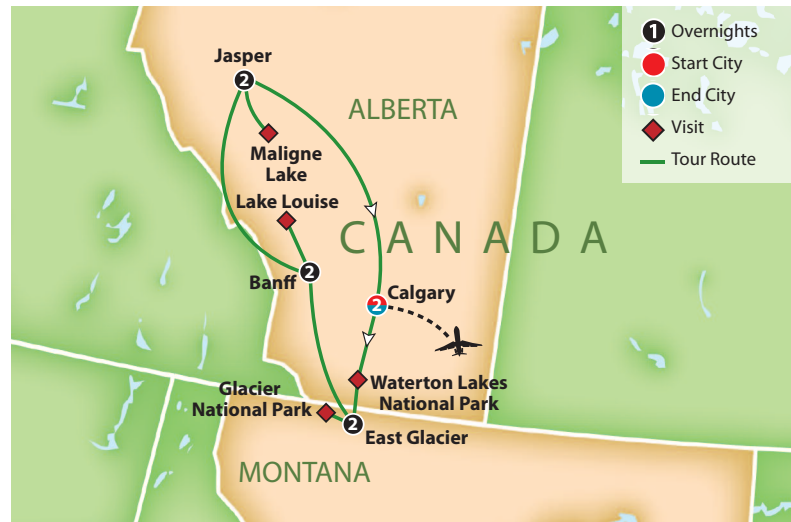 Jasper
2
ALBERTA
Maligne
Lake
Lake Louise
CANADA
Banff
2
2
Calgary
Waterton Lakes
National Park
Glacier
National Park
2
East Glacier
MONTANA
1 Overnights
Start City
End City
Visit
Tour Route